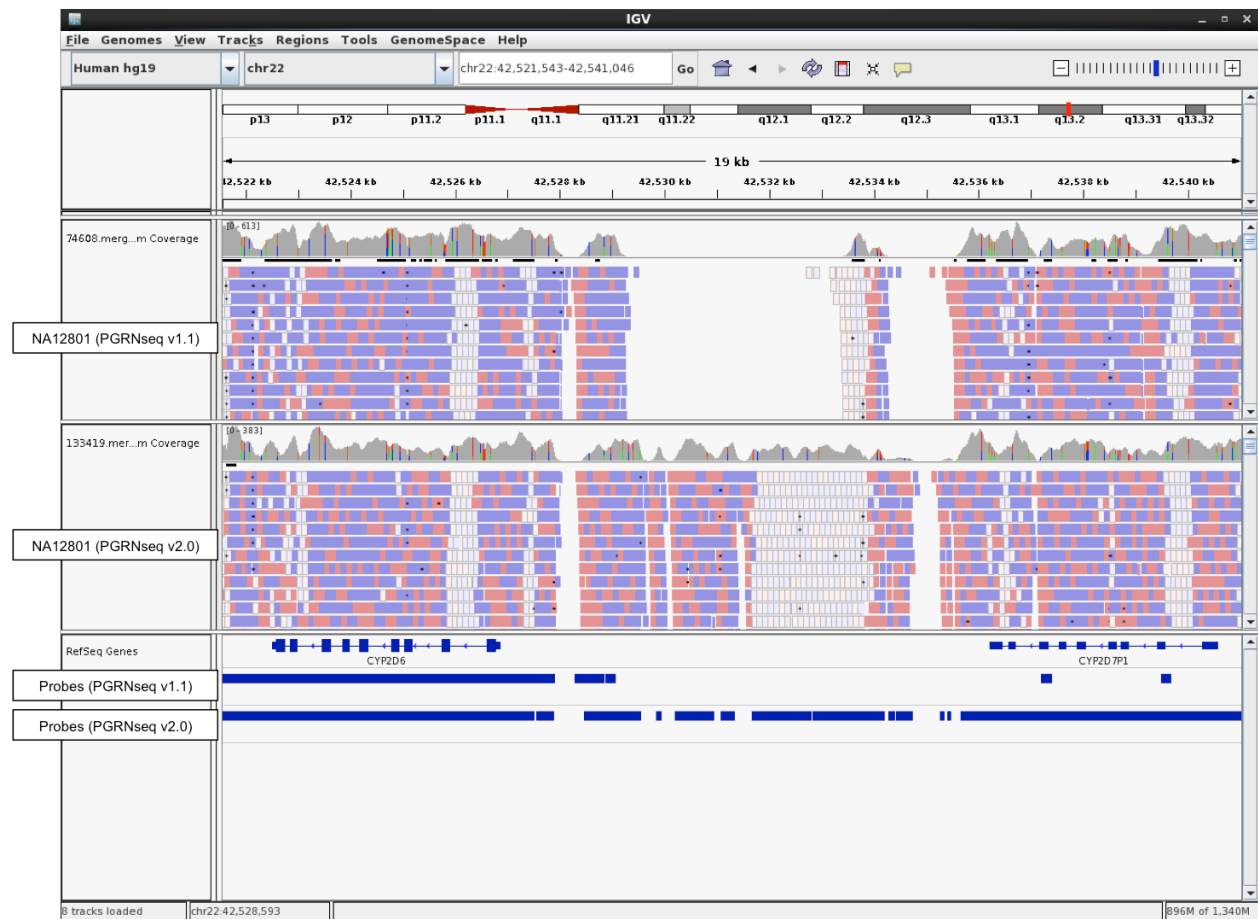 IGV
File Genomes View Tracks Regions Tools GenomeSpace Help
Human hg19 chr22 chr22:42,521,543-42,541,046 Go
p13 p12 p11.2 p11.1 q11.1 q11.21 q11.22 q12.1 q12.2 q12.3 q13.1 q13.2 q13.31 q13.32
19 kb
42,522 kb 42,524 kb 42,526 kb 42,528 kb 42,530 kb 42,532 kb 42,534 kb 42,536 kb 42,538 kb 42,540 kb
[0 - 613]
74608.merg...m Coverage
NA12801 (PGRNseq v1.1)
[0 - 383]
133419.mer...m Coverage
NA12801 (PGRNseq v2.0)
RefSeq Genes
CYP2D6 CYP2D7P1
Probes (PGRNseq v1.1)
Probes (PGRNseq v2.0)
8 tracks loaded chr22:42,528,593 896M of 1,340M